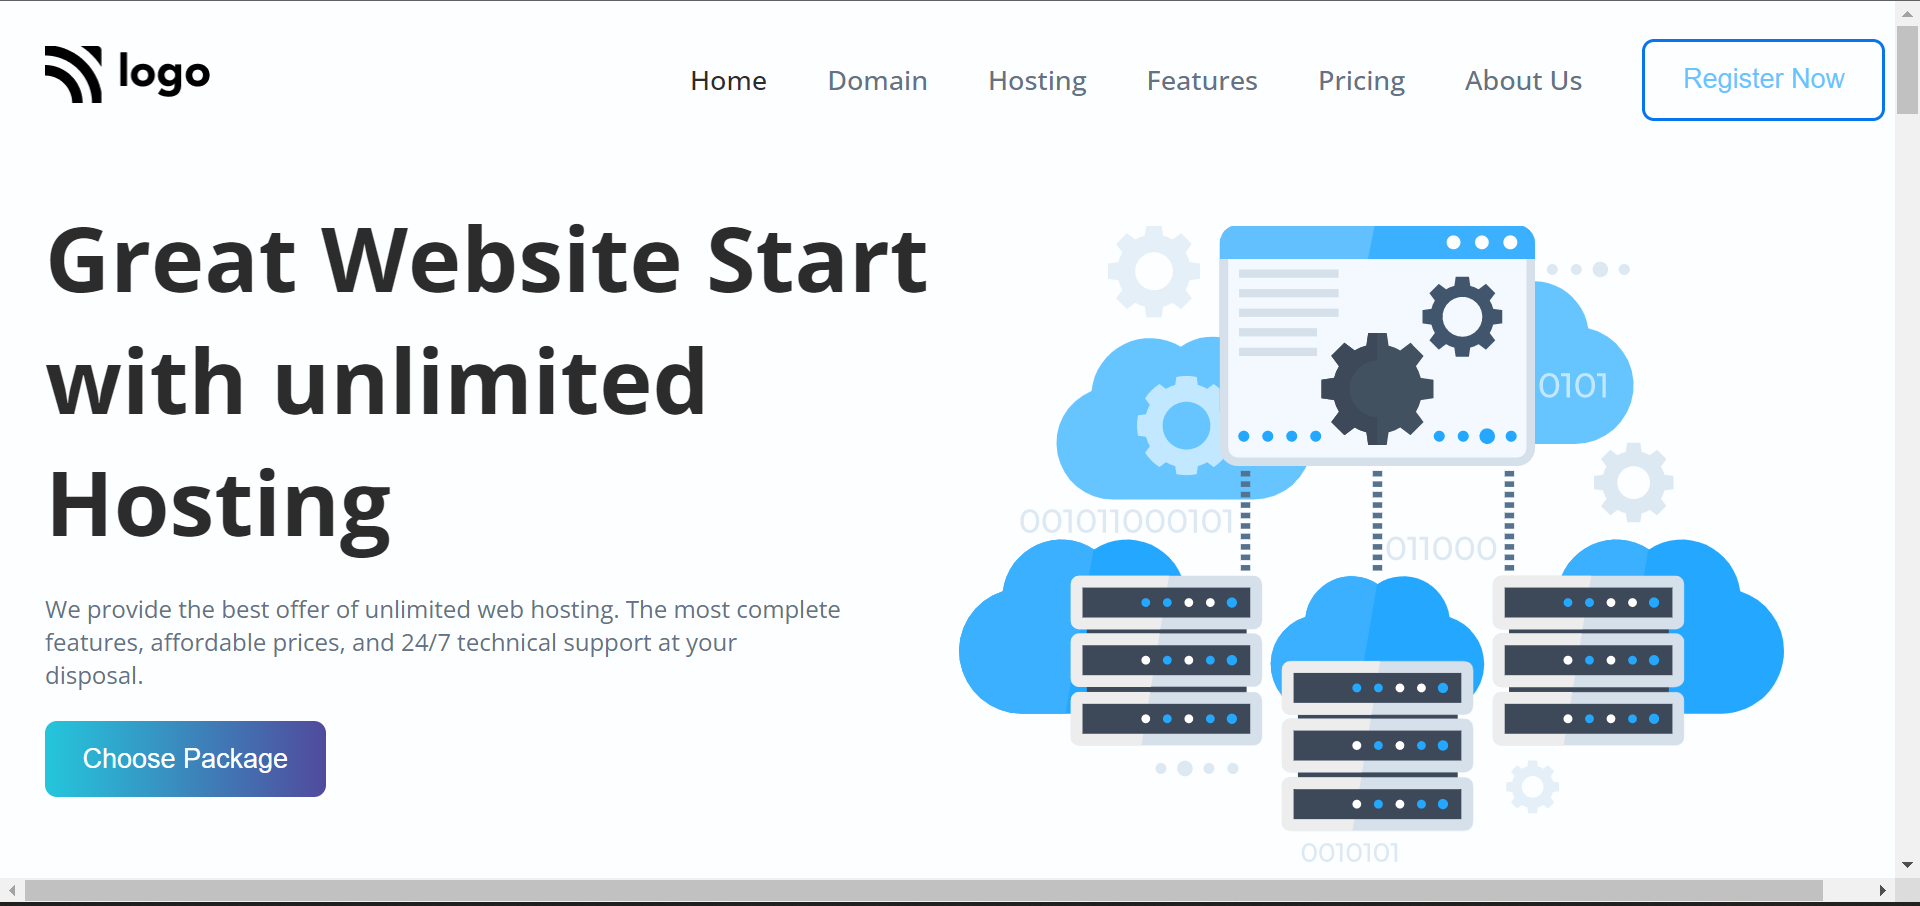 logo
Home Domain Hosting Features Pricing About Us Register Now
Great Website Start
with unlimited
Hosting
We provide the best offer of unlimited web hosting. The most complete
features, affordable prices, and 24/7 technical support at your
disposal.
Choose Package
0101
001011000101
011000
0010101